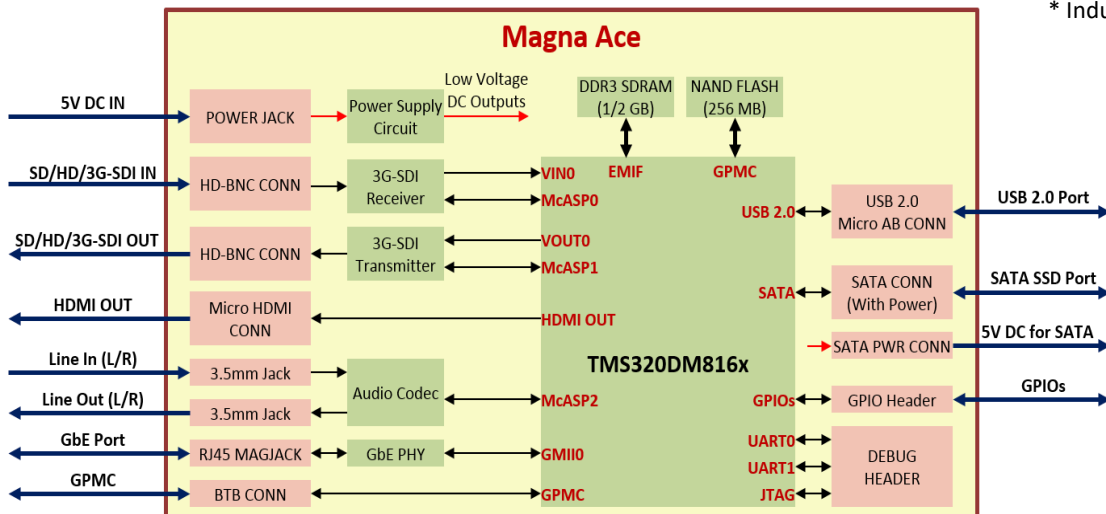 * Indu
Magna Ace
5V DC IN
POWER JACK
Power Supply
Circuit
Low Voltage
DC Outputs
DDR3 SDRAM
(1/2 GB)
NAND FLASH
(256 MB)
SD/HD/3G-SDI IN
HD-BNC CONN
3G-SDI
Receiver
VIN0
McASP0
EMIF
GPMC
USB 2.0
USB 2.0
Micro AB CONN
USB 2.0 Port
SD/HD/3G-SDI OUT
HD-BNC CONN
3G-SDI
Transmitter
VOUT0
McASP1
SATA
SATA CONN
(With Power)
SATA SSD Port
HDMI OUT
Micro HDMI
CONN
HDMI OUT
SATA PWR CONN
5V DC for SATA
TMS320DM816x
Line In (L/R)
3.5mm Jack
Line Out (L/R)
3.5mm Jack
Audio Codec
McASP2
GPIOs
GPIO Header
GPIOs
GbE Port
RJ45 MAGJACK
GbE PHY
GMII0
UART0
UART1
JTAG
DEBUG
HEADER
GPMC
BTB CONN
GPMC